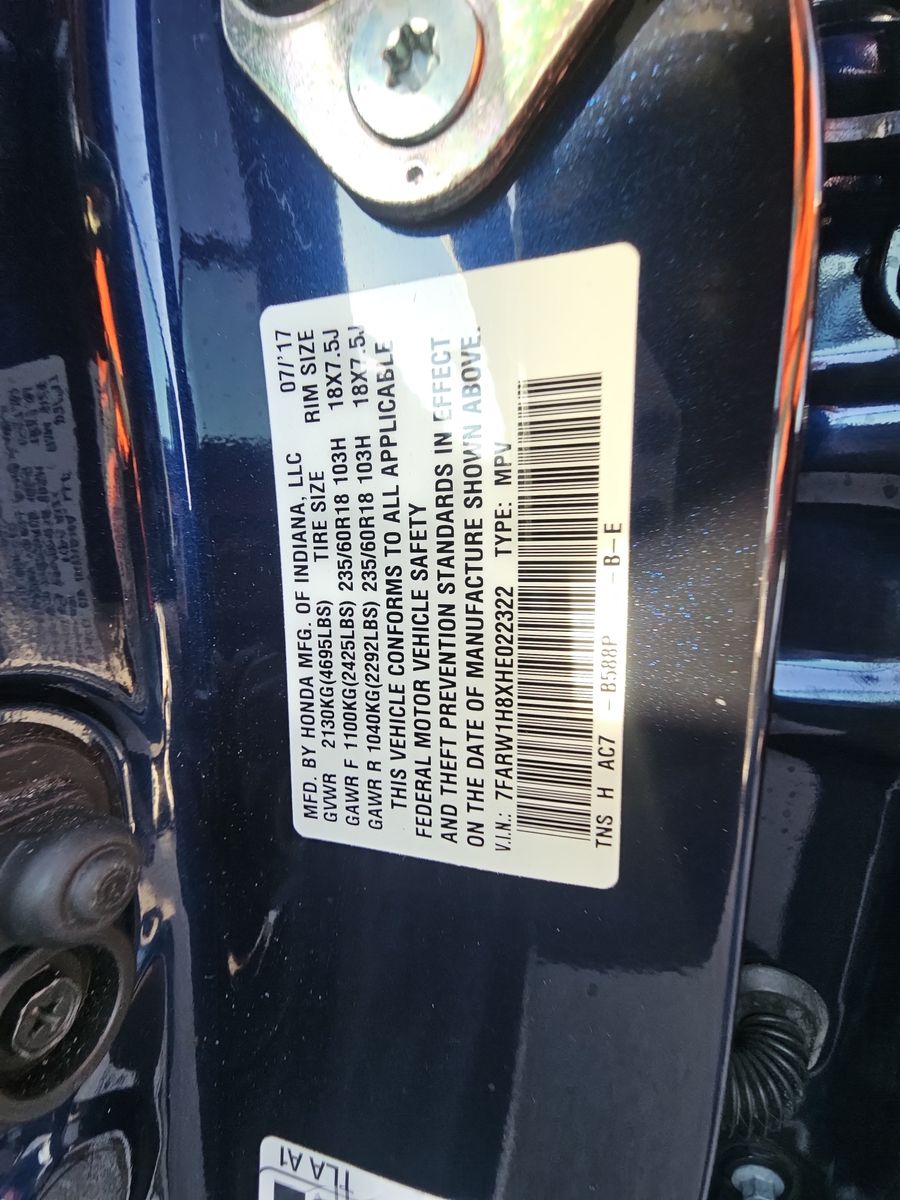 MFD. BY HONDA MFG. OF INDIANA, LLC 07/'17
GVWR 2130KG(4695LBS) TIRE SIZE RIM SIZE
GAWR F 1100KG(2425LBS) 235/60R18 103H 18X7.5J
GAWR R 1040KG(2292LBS) 235/60R18 103H 18X7.5J
THIS VEHICLE CONFORMS TO ALL APPLICABLE
FEDERAL MOTOR VEHICLE SAFETY
AND THEFT PREVENTION STANDARDS IN EFFECT
ON THE DATE OF MANUFACTURE SHOWN ABOVE.
V.I.N.: 7FARW1H8XHE022322 TYPE: MPV
TNS H AC7 - B588P -B-E
TLA A1